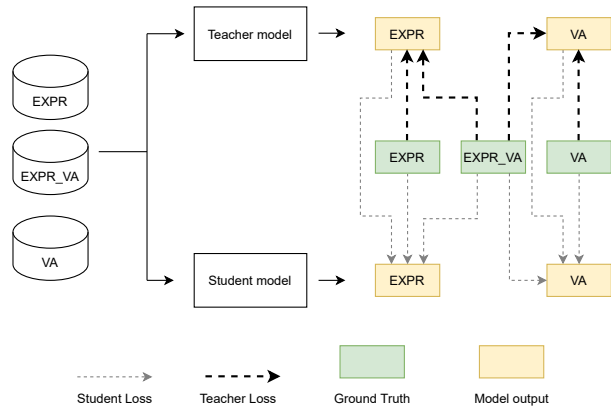 Teacher model
EXPR
VA
EXPR
EXPR_VA
EXPR
EXPR_VA
VA
VA
Student model
EXPR
VA
Student Loss
Teacher Loss
Ground Truth
Model output